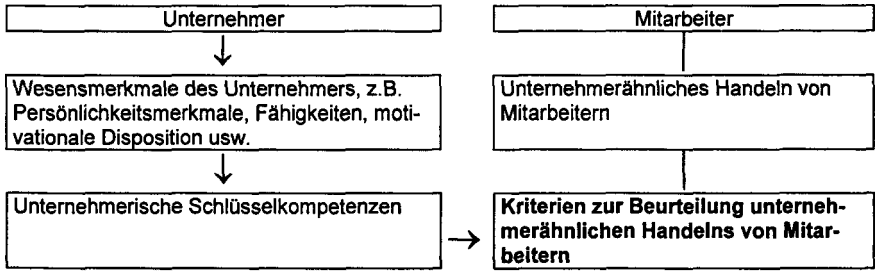 Unternehmer
Wesensmerkmale des Unternehmers, z.B.
Persönlichkeitsmerkmale, Fähigkeiten, moti-
vationale Disposition usw.
Unternehmerische Schlüsselkompetenzen
Mitarbeiter
Unternehmerähnliches Handeln von
Mitarbeitern
Kriterien zur Beurteilung unterneh-
merähnlichen Handelns von Mitar-
beitern